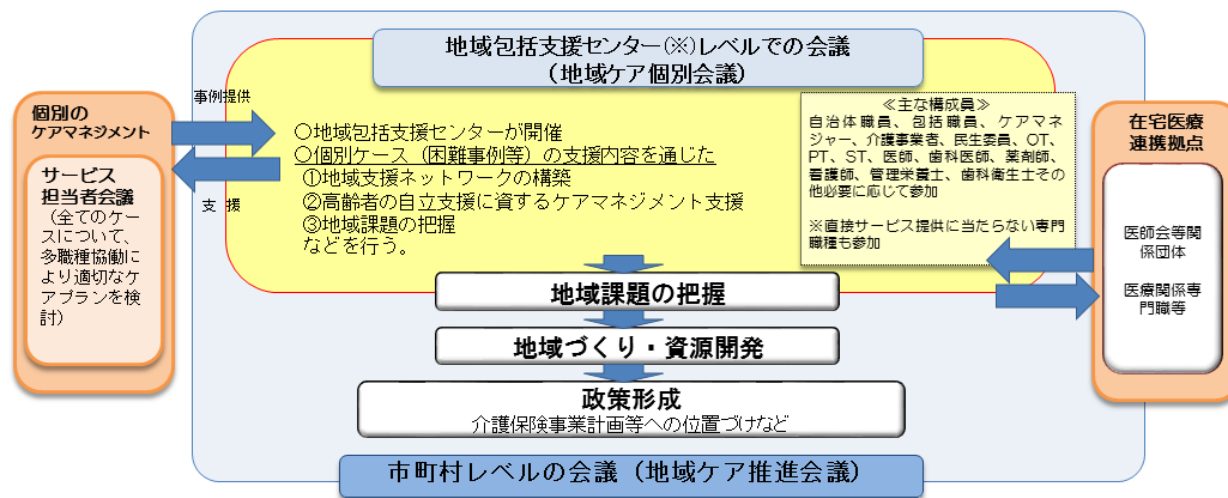 地域包括支援センター(※)レベルでの会議
(地域ケア個別会議)
個別の
ケアマネジメント
サービス
担当者会議
(全てのケー
スについて、
多職種協働に
より適切なケ
アプランを検
討)
事例提供
支 援
○地域包括支援センターが開催
○個別ケース(困難事例等)の支援内容を通じた
①地域支援ネットワークの構築
②高齢者の自立支援に資するケアマネジメント支援
③地域課題の把握
などを行う。
≪主な構成員≫
自治体職員、包括職員、ケアマネ
ジャー、介護事業者、民生委員、OT、
PT、ST、医師、歯科医師、薬剤師、
看護師、管理栄養士、歯科衛生士その
他必要に応じて参加
※直接サービス提供に当たらない専門
職種も参加
在宅医療
連携拠点
医師会等関
係団体
医療関係専
門職等
地域課題の把握
地域づくり・資源開発
政策形成
介護保険事業計画等への位置づけなど
市町村レベルの会議(地域ケア推進会議)